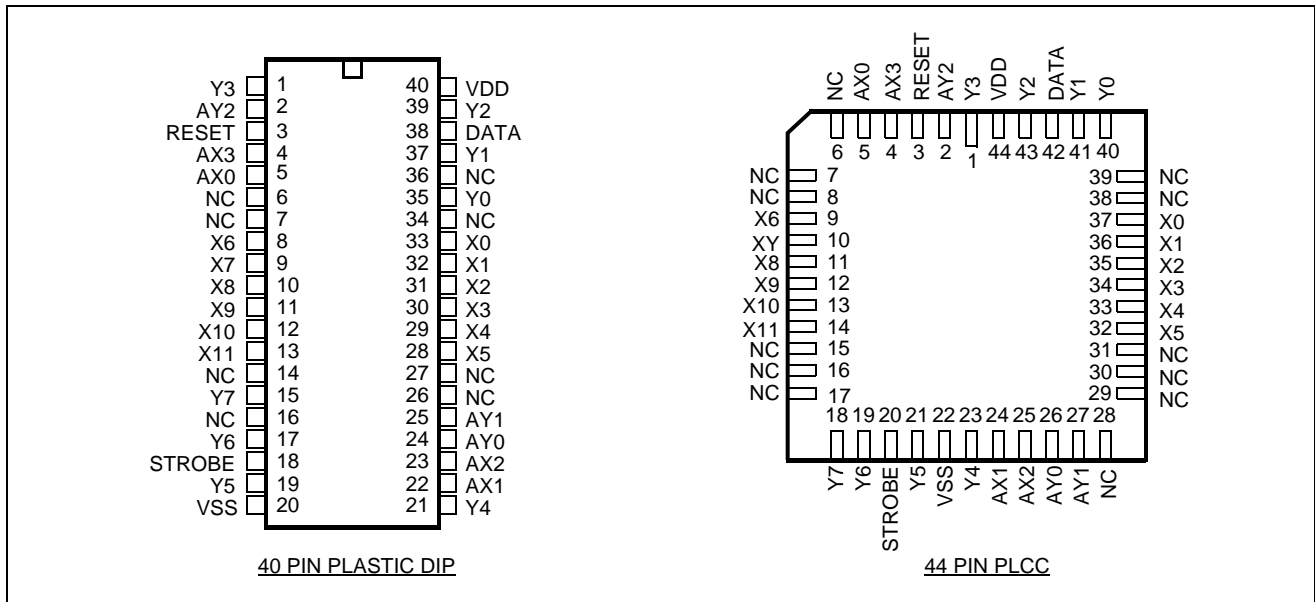 Y3 1 40 VDD
AY2 2 39 Y2
RESET 3 38 DATA
AX3 4 37 Y1
AX0 5 36 NC
NC 6 35 Y0
NC 7 34 NC
X6 8 33 X0
X7 9 32 X1
X8 10 31 X2
X9 11 30 X3
X10 12 29 X4
X11 13 28 X5
NC 14 27 NC
Y7 15 26 NC
NC 16 25 AY1
Y6 17 24 AY0
STROBE 18 23 AX2
Y5 19 22 AX1
VSS 20 21 Y4
40 PIN PLASTIC DIP
NC AX0 AX3 RESET AY2 Y3 VDD Y2 DATA Y1 Y0
6 5 4 3 2 1 44 43 42 41 40
NC 7 39 NC
NC 8 38 NC
X6 9 37 X0
XY 10 36 X1
X8 11 35 X2
X9 12 34 X3
X10 13 33 X4
X11 14 32 X5
NC 15 31 NC
NC 16 30 NC
NC 17 29 NC
18 19 20 21 22 23 24 25 26 27 28
Y7 Y6 STROBE Y5 VSS Y4 AX1 AX2 AY0 AY1 NC
44 PIN PLCC